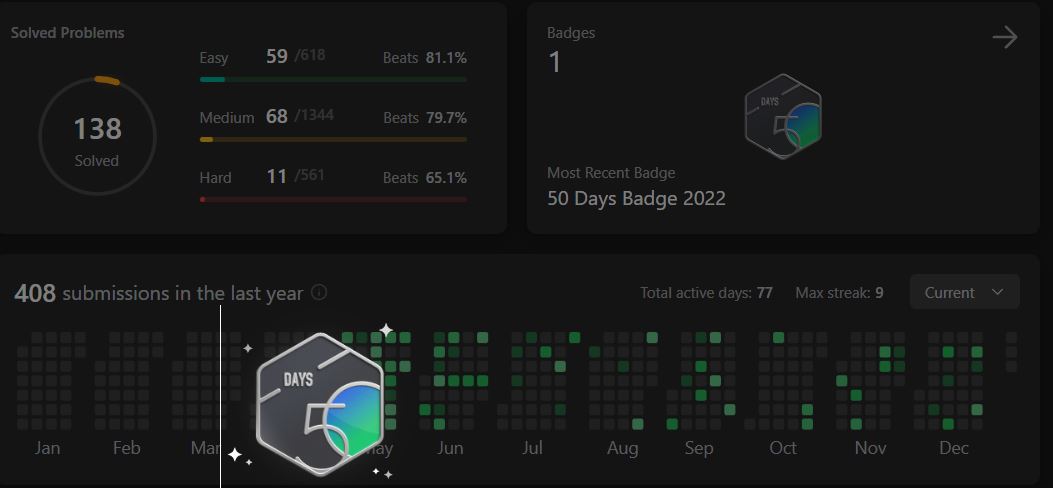 Solved Problems
138
Solved
Easy 59 /618 Beats 81.1%
Medium 68 /1344 Beats 79.7%
Hard 11 /561 Beats 65.1%
Badges
1
DAYS
5
Most Recent Badge
50 Days Badge 2022
408 submissions in the last year
Total active days: 77 Max streak: 9 Current
DAYS
5
Jan Feb Mar May Jun Jul Aug Sep Oct Nov Dec